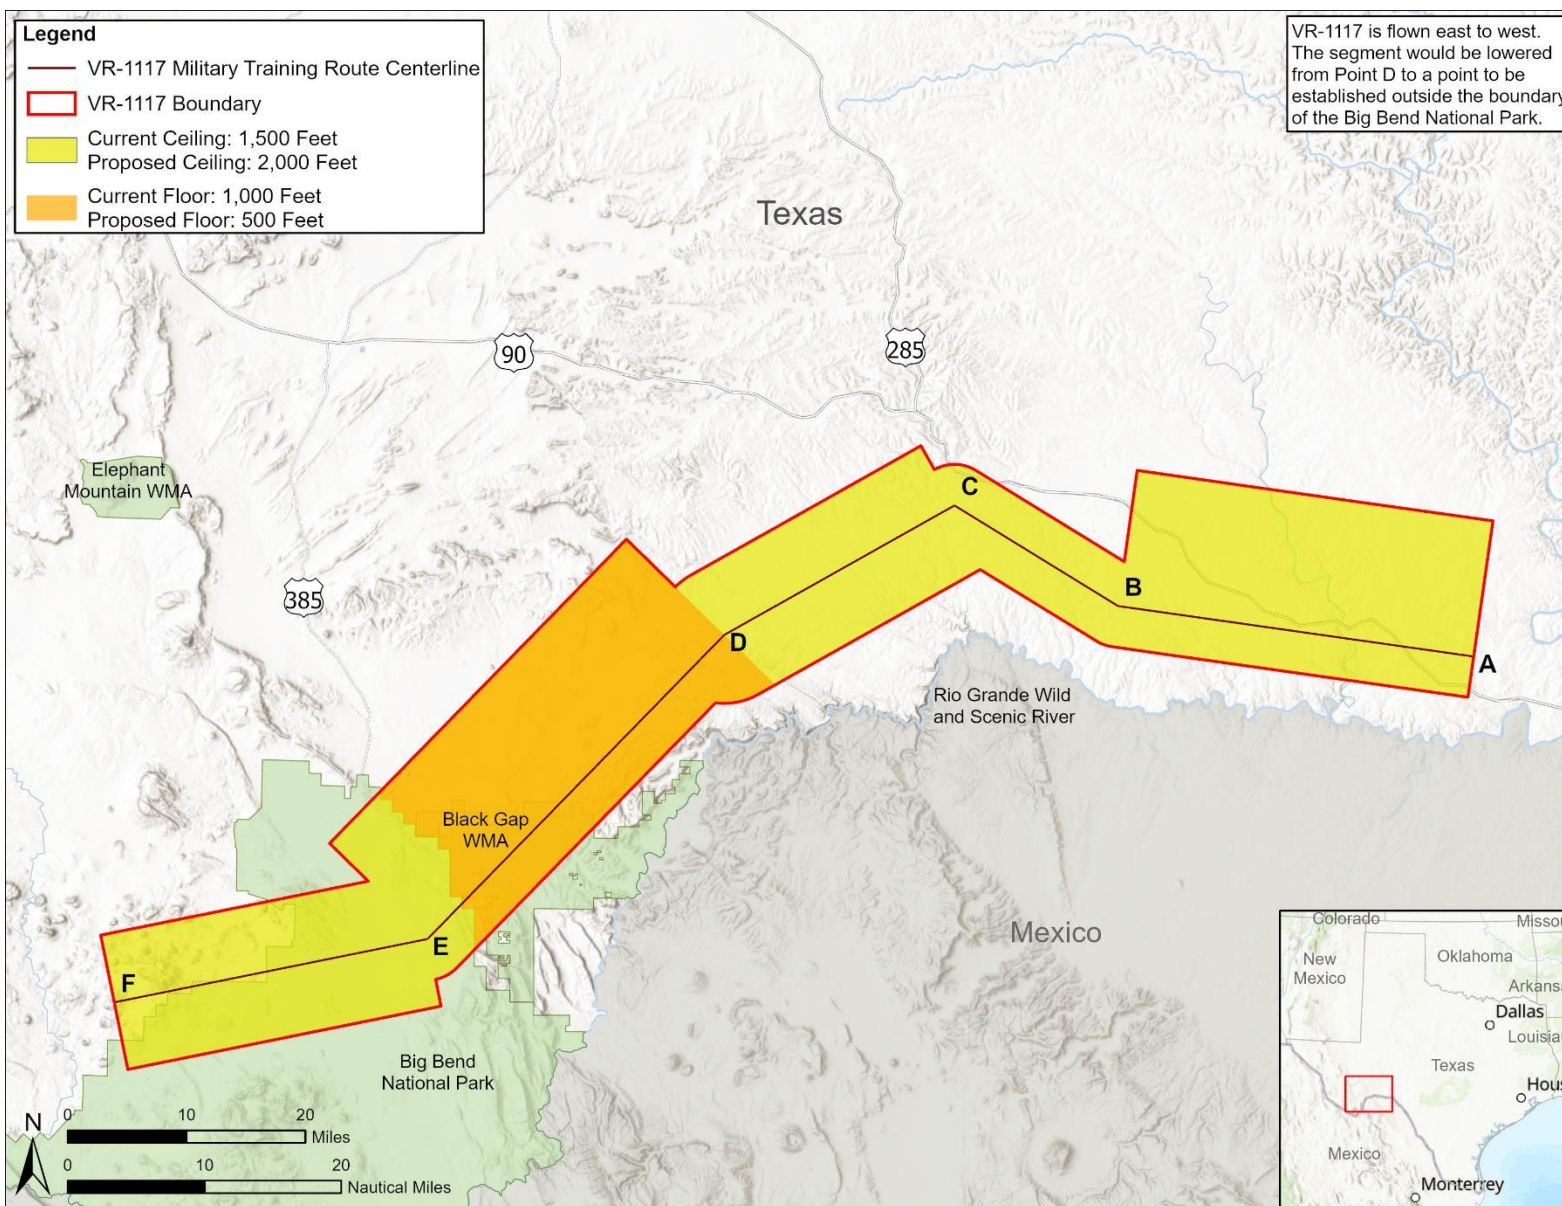 Legend
VR-1117 Military Training Route Centerline
VR-1117 Boundary
Current Ceiling: 1,500 Feet
Proposed Ceiling: 2,000 Feet
Current Floor: 1,000 Feet
Proposed Floor: 500 Feet
VR-1117 is flown east to west.
The segment would be lowered
from Point D to a point to be
established outside the boundary
of the Big Bend National Park.
Texas
90
285
385
Elephant
Mountain WMA
C
B
A
D
Rio Grande Wild
and Scenic River
Black Gap
WMA
E
F
Mexico
Big Bend
National Park
N
0 10 20
Miles
0 10 20
Nautical Miles
Colorado
Missou
New
Mexico
Oklahoma
Arkansa
Dallas
Louisian
Texas
Hous
Mexico
Monterrey